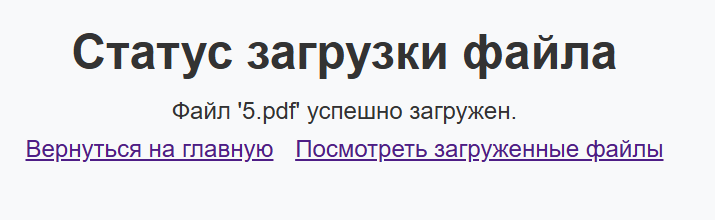 Статус загрузки файла
Файл '5.pdf' успешно загружен.
Вернуться на главную Посмотреть загруженные файлы